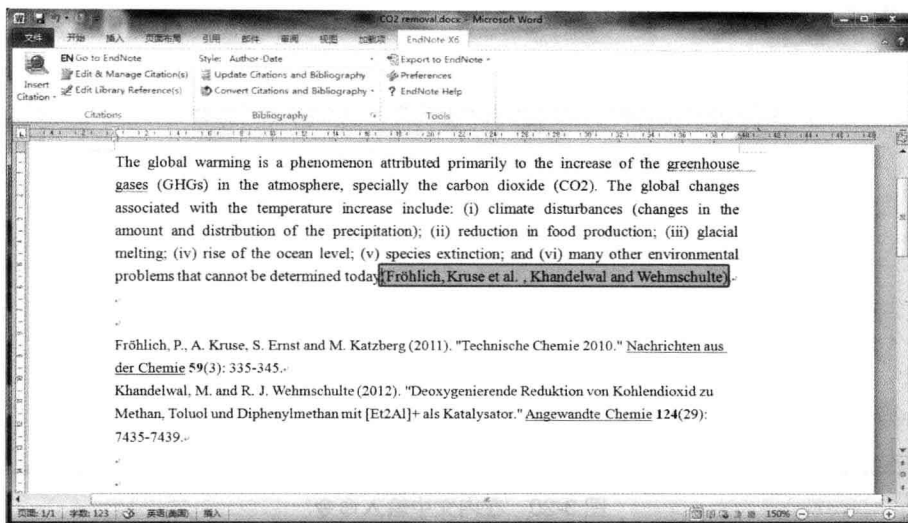 CO2 removal.docx - Microsoft Word
文件 开始 插入 页面布局 引用 邮件 审阅 视图 加载项 EndNote X6
EN Go to EndNote Style: Author-Date Export to EndNote
Edit & Manage Citation(s) Update Citations and Bibliography Preferences
Insert Citation Edit Library Reference(s) Convert Citations and Bibliography ? EndNote Help
Citations Bibliography Tools
The global warming is a phenomenon attributed primarily to the increase of the greenhouse
gases (GHGs) in the atmosphere, specially the carbon dioxide (CO2). The global changes
associated with the temperature increase include: (i) climate disturbances (changes in the
amount and distribution of the precipitation); (ii) reduction in food production; (iii) glacial
melting; (iv) rise of the ocean level; (v) species extinction; and (vi) many other environmental
problems that cannot be determined today(Fröhlich, Kruse et al. , Khandelwal and Wehmschulte)
Fröhlich, P., A. Kruse, S. Ernst and M. Katzberg (2011). "Technische Chemie 2010." Nachrichten aus
der Chemie 59(3): 335-345.
Khandelwal, M. and R. J. Wehmschulte (2012). "Deoxygenierende Reduktion von Kohlendioxid zu
Methan, Toluol und Diphenylmethan mit [Et2Al]+ als Katalysator." Angewandte Chemie 124(29):
7435-7439.
页面: 1/1 字数: 123 英语(美国) 插入 150%